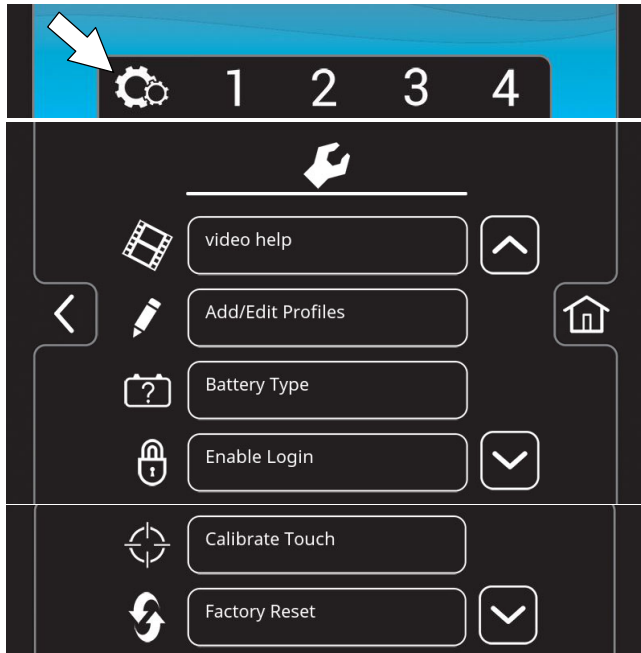 1 2 3 4
video help
Add/Edit Profiles
?
Battery Type
Enable Login
Calibrate Touch
Factory Reset